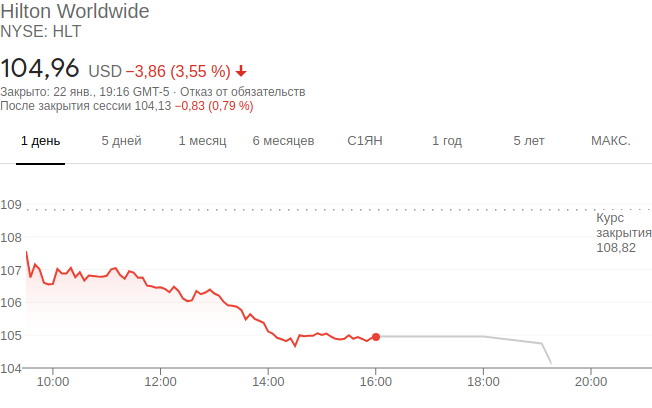 Hilton Worldwide
NYSE: HLT
104,96 USD −3,86 (3,55 %)
Закрыто: 22 янв., 19:16 GMT-5 · Отказ от обязательств
После закрытия сессии 104,13 −0,83 (0,79 %)
1 день 5 дней 1 месяц 6 месяцев С1ЯН 1 год 5 лет МАКС.
109
Курс
закрытия
108,82
108
107
106
105
104
10:00 12:00 14:00 16:00 18:00 20:00